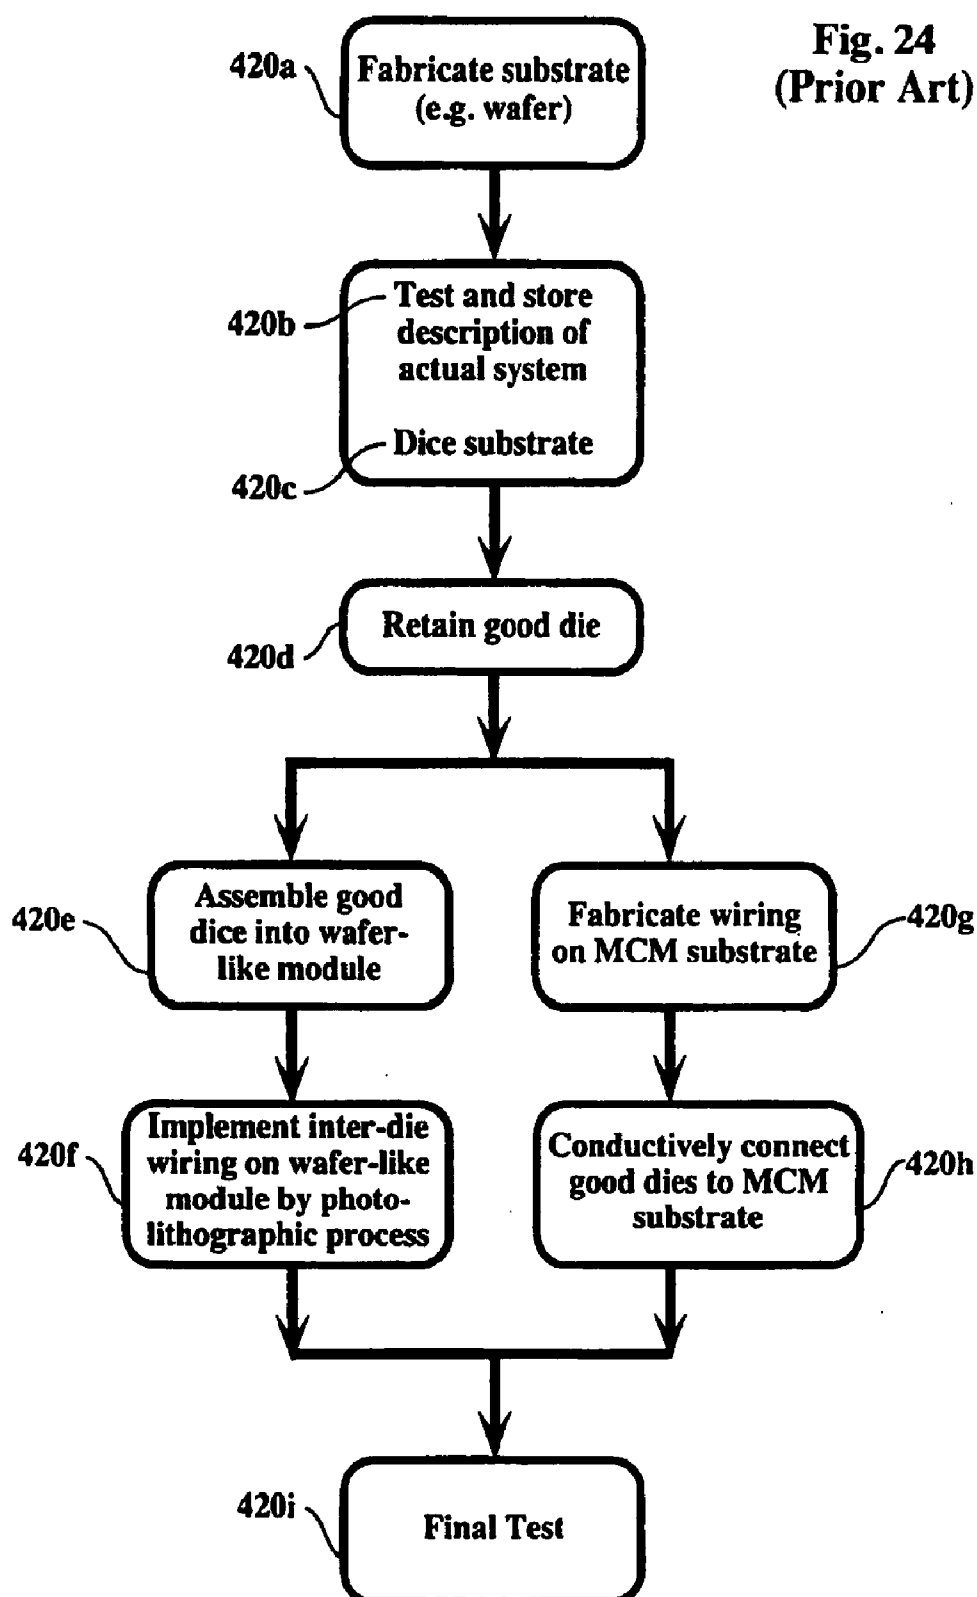 Fig. 24
(Prior Art)
420a
Fabricate substrate
(e.g. wafer)
420b
Test and store
description of
actual system
Dice substrate
420c
Retain good die
420d
420e
Assemble good
dice into wafer-
like module
Fabricate wiring
on MCM substrate
420g
420f
Implement inter-die
wiring on wafer-like
module by photo-
lithographic process
Conductively connect
good dies to MCM
substrate
420h
420i
Final Test